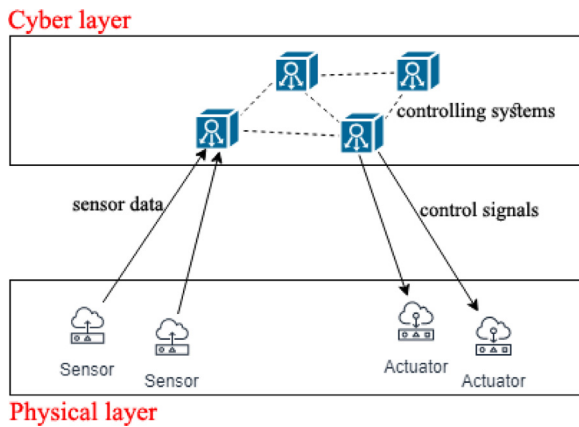 Cyber layer
controlling systems
sensor data
control signals
Sensor
Sensor
Actuator
Actuator
Physical layer